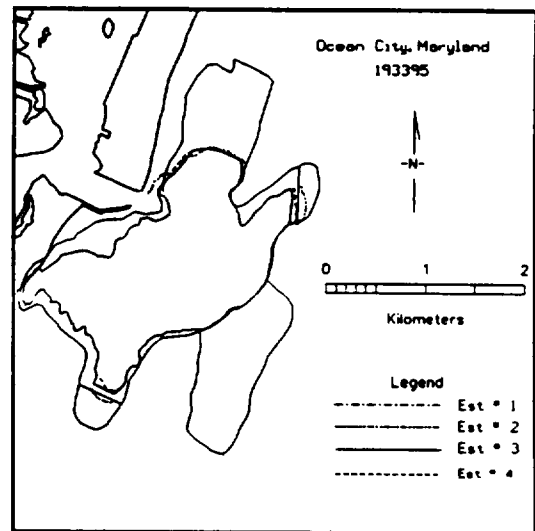 Ocean City, Maryland
193395
-N-
0 1 2
Kilometers
Legend
Est # 1
Est # 2
Est # 3
Est # 4